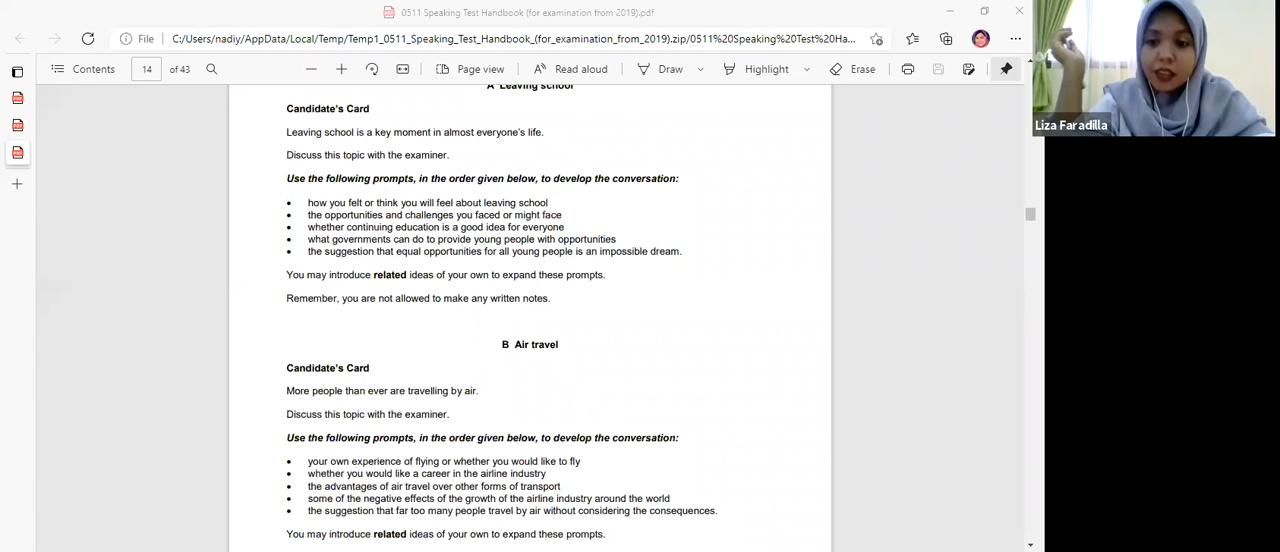 0511 Speaking Test Handbook (for examination from 2019).pdf
File C:/Users/nadiy/AppData/Local/Temp/Temp1_0511_Speaking_Test_Handbook_(for_examination_from_2019).zip/0511%20Speaking%20Test%20Ha...
Contents 14 of 43 Page view Read aloud Draw Highlight Erase
A Leaving school
Candidate's Card
Leaving school is a key moment in almost everyone's life.
Discuss this topic with the examiner.
Use the following prompts, in the order given below, to develop the conversation:
• how you felt or think you will feel about leaving school
• the opportunities and challenges you faced or might face
• whether continuing education is a good idea for everyone
• what governments can do to provide young people with opportunities
• the suggestion that equal opportunities for all young people is an impossible dream.
You may introduce related ideas of your own to expand these prompts.
Remember, you are not allowed to make any written notes.
B Air travel
Candidate's Card
More people than ever are travelling by air.
Discuss this topic with the examiner.
Use the following prompts, in the order given below, to develop the conversation:
• your own experience of flying or whether you would like to fly
• whether you would like a career in the airline industry
• the advantages of air travel over other forms of transport
• some of the negative effects of the growth of the airline industry around the world
• the suggestion that far too many people travel by air without considering the consequences.
You may introduce related ideas of your own to expand these prompts.
Liza Faradilla